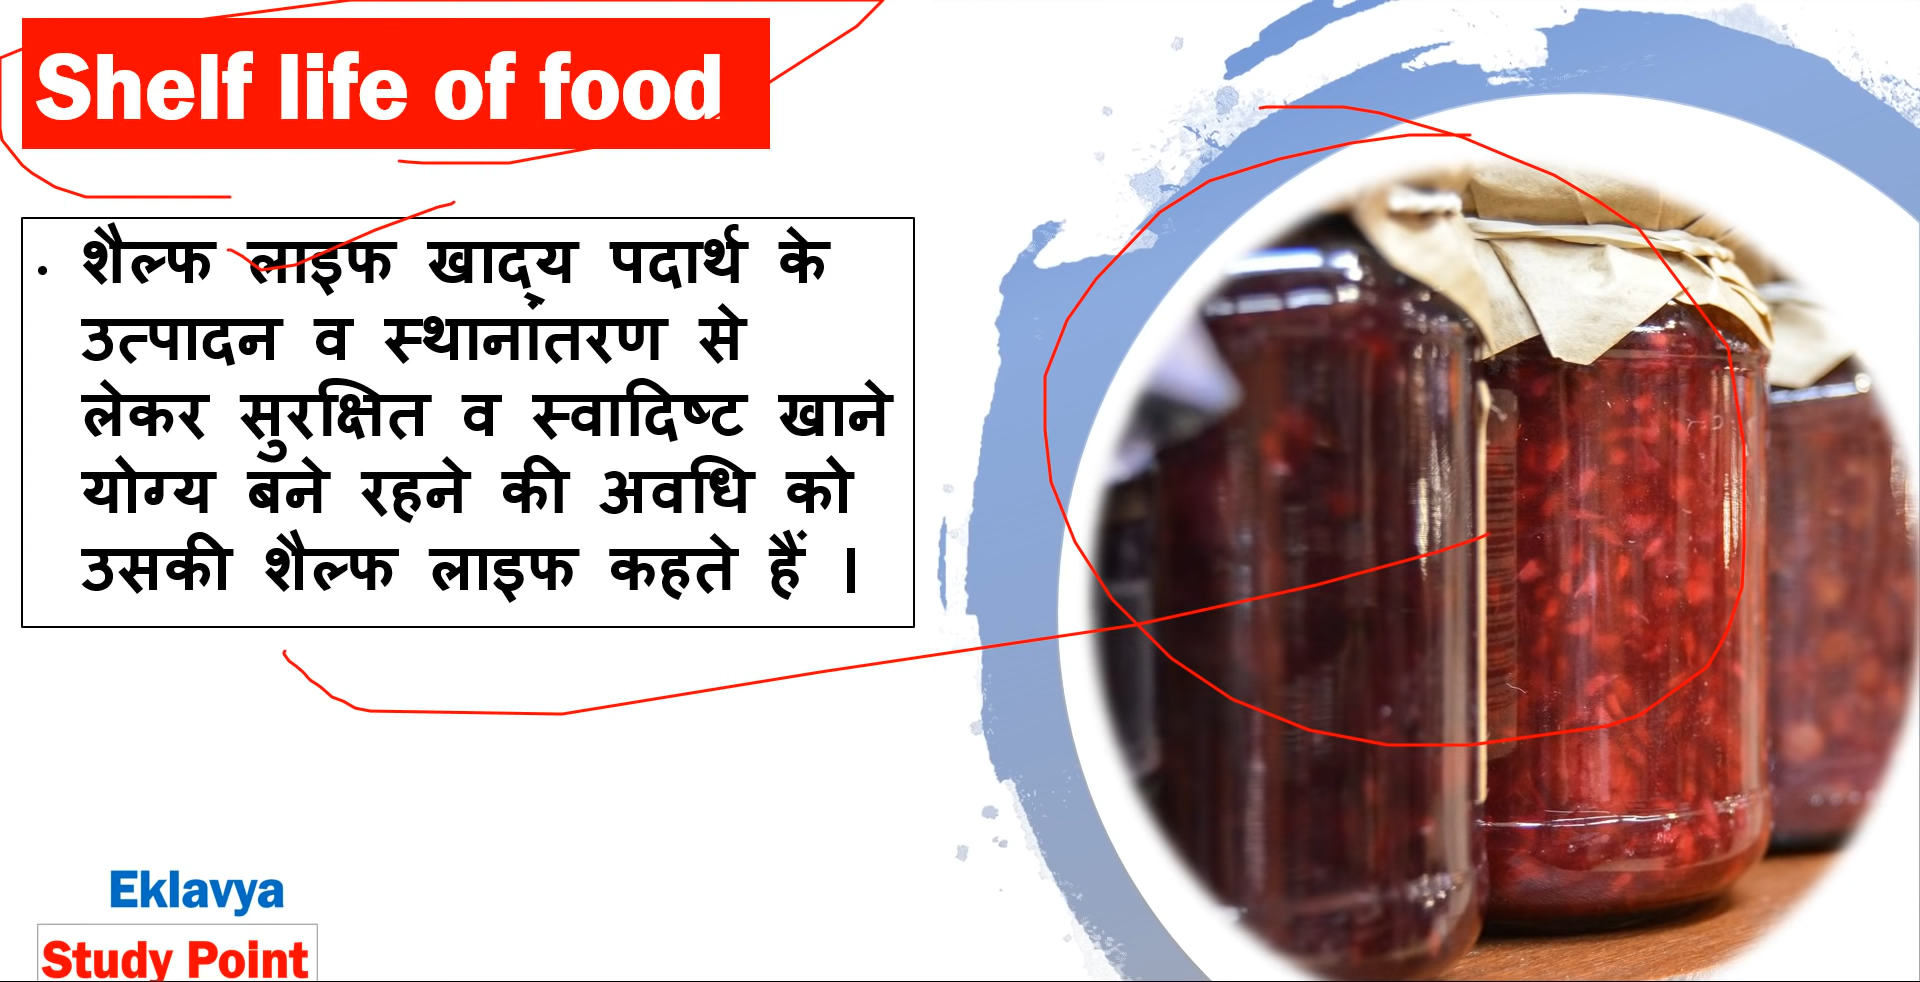 Shelf life of food
• शैल्फ लाइफ खाद्य पदार्थ के
उत्पादन व स्थानांतरण से
लेकर सुरक्षित व स्वादिष्ट खाने
योग्य बने रहने की अवधि को
उसकी शैल्फ लाइफ कहते हैं ।
Eklavya
Study Point